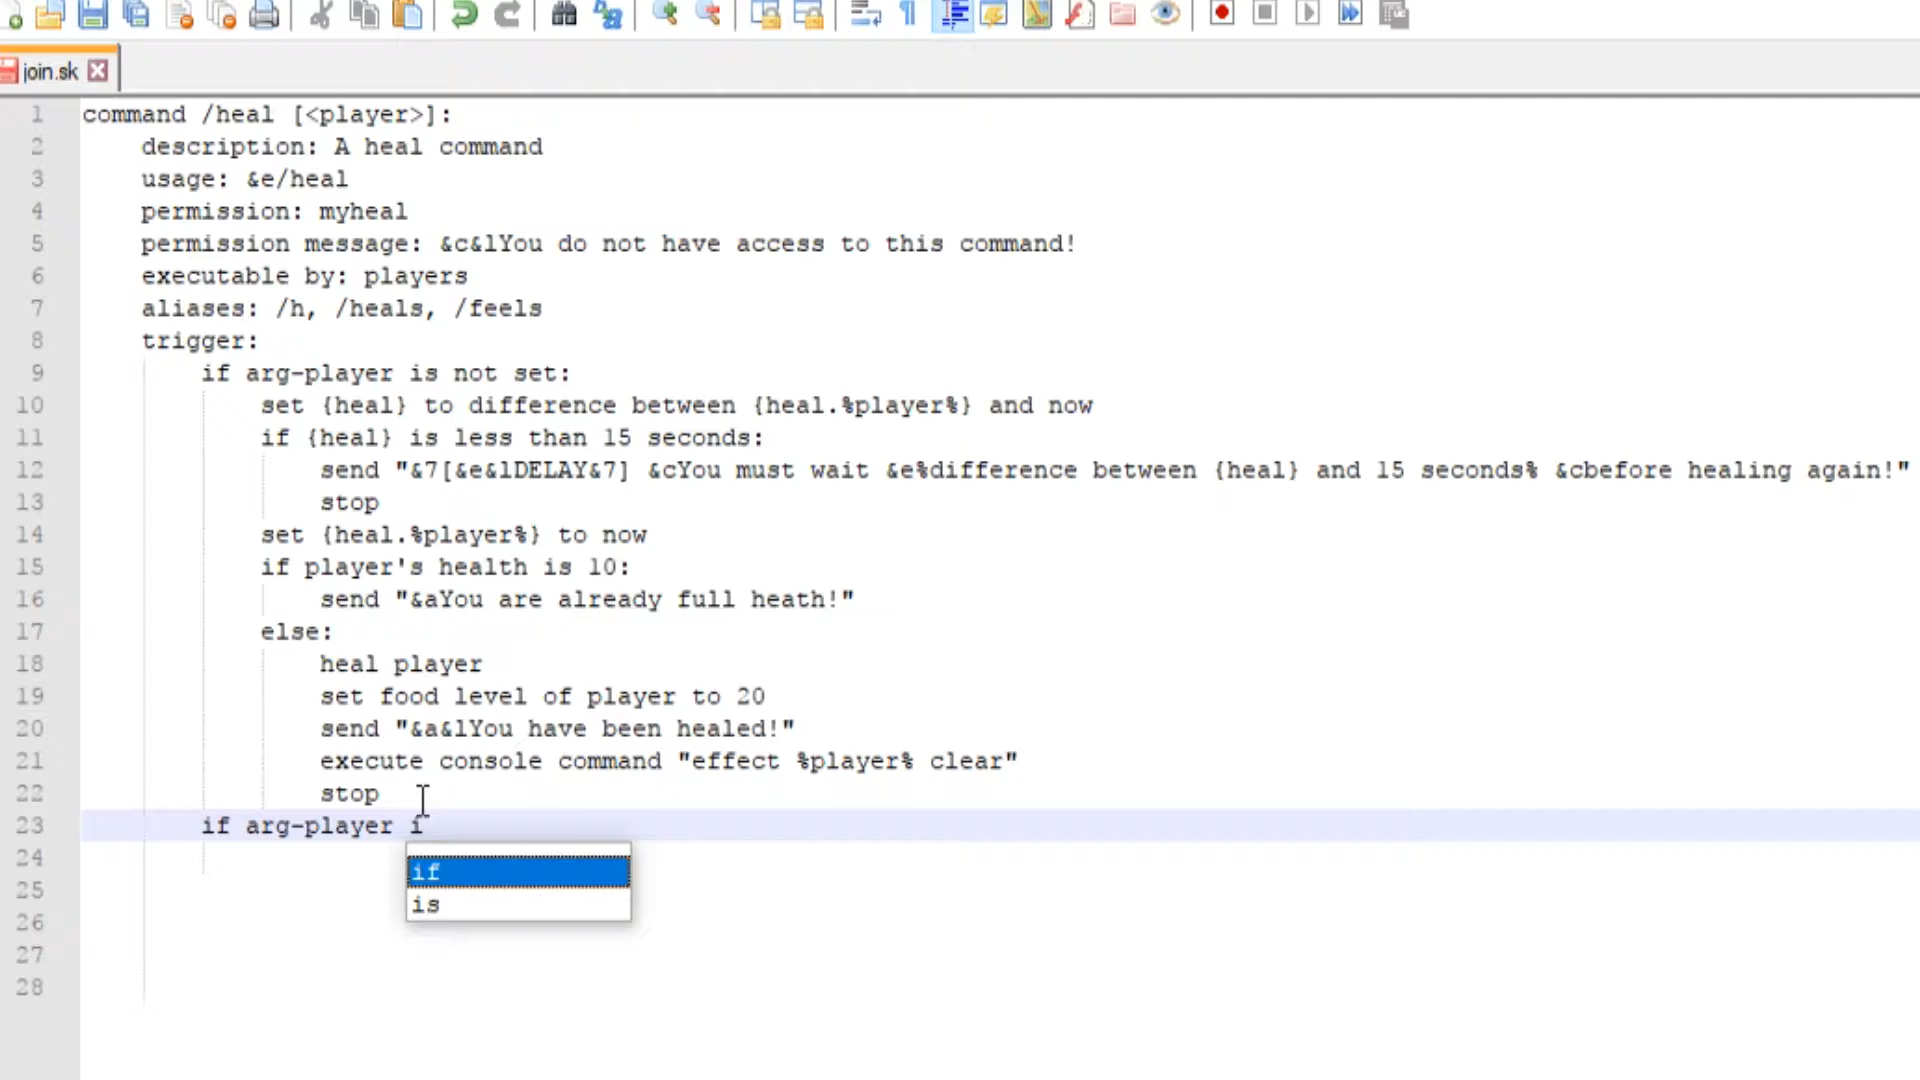 join.sk
1 command /heal [<player>]:
2 description: A heal command
3 usage: &e/heal
4 permission: myheal
5 permission message: &c&lYou do not have access to this command!
6 executable by: players
7 aliases: /h, /heals, /feels
8 trigger:
9 if arg-player is not set:
10 set {heal} to difference between {heal.%player%} and now
11 if {heal} is less than 15 seconds:
12 send "&7[&e&lDELAY&7] &cYou must wait &e%difference between {heal} and 15 seconds% &cbefore healing again!"
13 stop
14 set {heal.%player%} to now
15 if player's health is 10:
16 send "&aYou are already full heath!"
17 else:
18 heal player
19 set food level of player to 20
20 send "&a&lYou have been healed!"
21 execute console command "effect %player% clear"
22 stop
23 if arg-player i
24
if
25
is
26
27
28